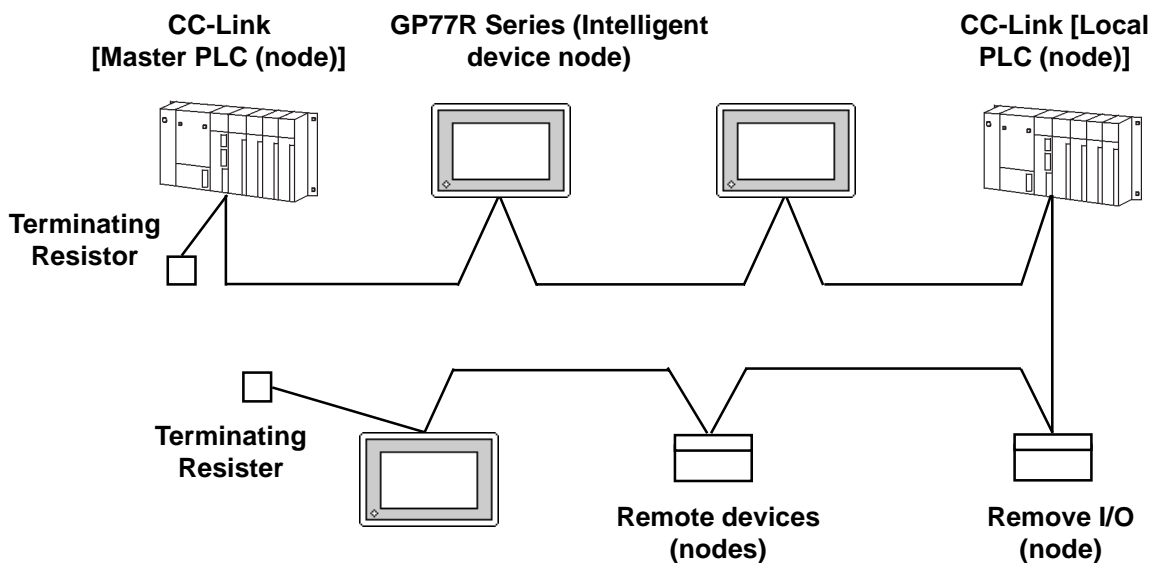 CC-Link
[Master PLC (node)]
GP77R Series (Intelligent
device node)
CC-Link [Local
PLC (node)]
Terminating
Resistor
Terminating
Resister
Remote devices
(nodes)
Remove I/O
(node)